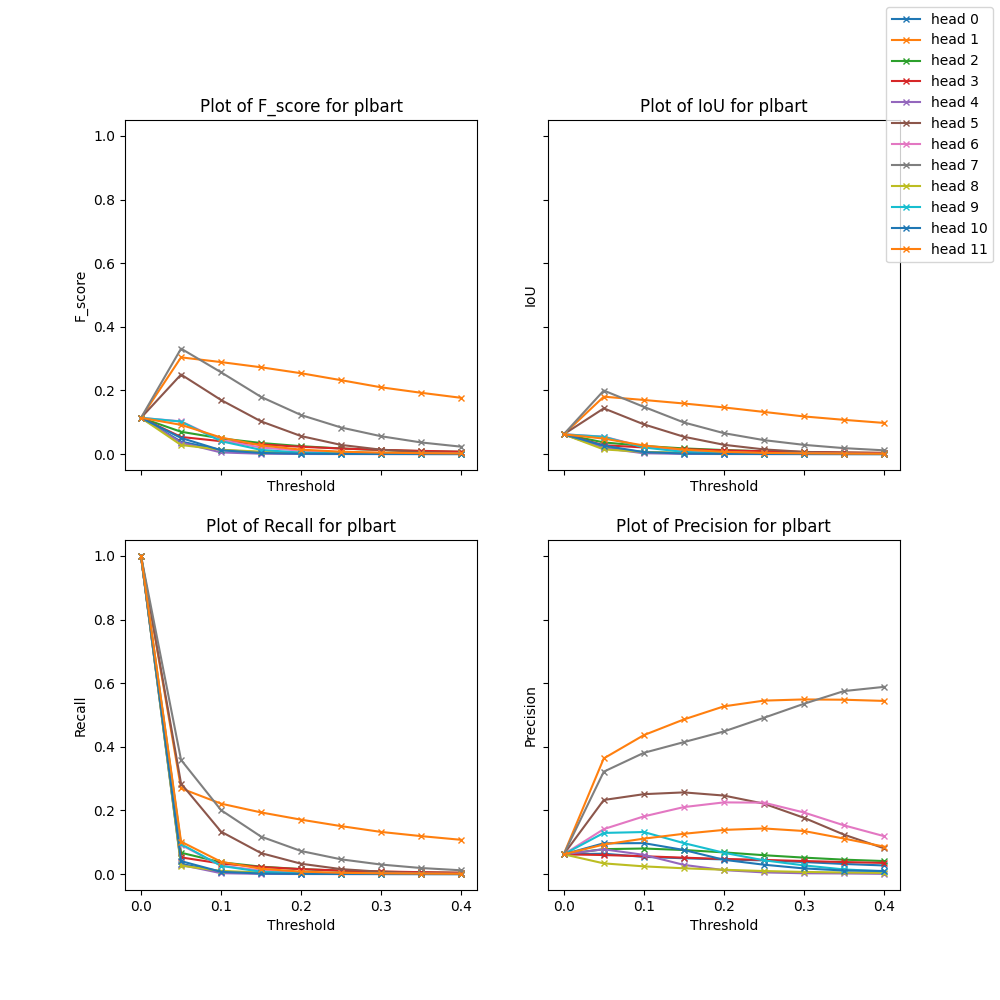 head 0
head 1
head 2
head 3
head 4
head 5
head 6
head 7
head 8
head 9
head 10
head 11
Plot of F_score for plbart
F_score
1.0
0.8
0.6
0.4
0.2
0.0
Threshold
Plot of IoU for plbart
IoU
Threshold
Plot of Recall for plbart
Recall
1.0
0.8
0.6
0.4
0.2
0.0
0.0 0.1 0.2 0.3 0.4
Threshold
Plot of Precision for plbart
Precision
0.0 0.1 0.2 0.3 0.4
Threshold